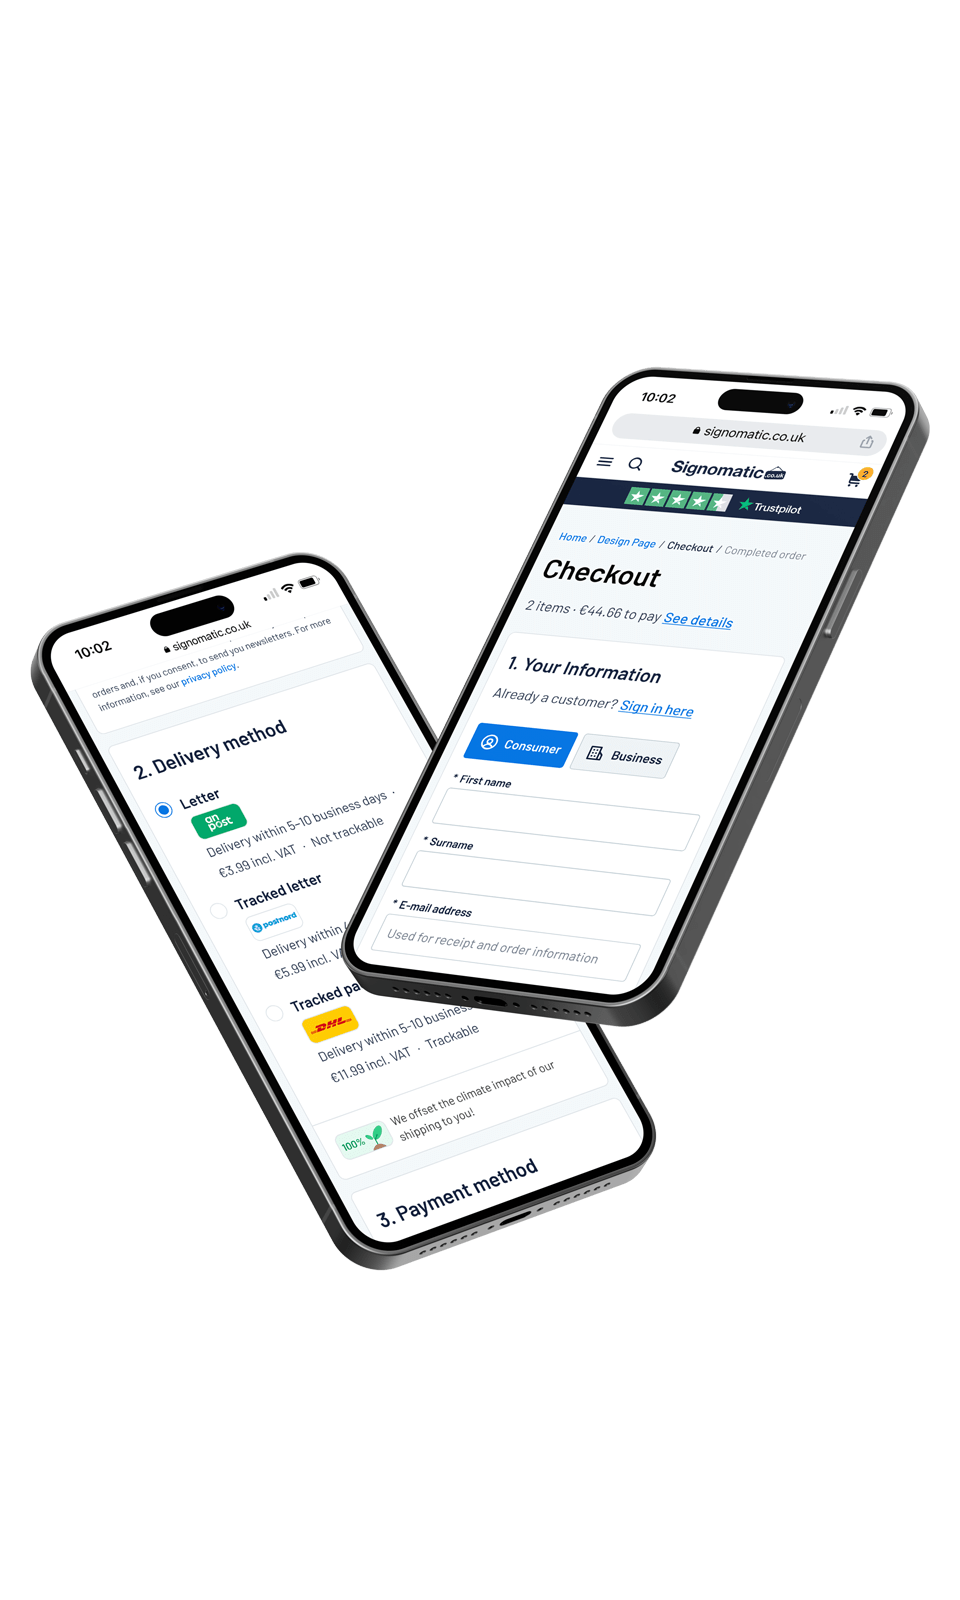 10:02
signomatic.co.uk
Signomatic
.co.uk
2
Trustpilot
Home / Design Page / Checkout / Completed order
Checkout
2 items · €44.66 to pay See details
1. Your Information
Already a customer? Sign in here
Consumer
Business
* First name
* Surname
* E-mail address
Used for receipt and order information
10:02
signomatic.co.uk
orders and, if you consent, to send you newsletters. For more
information, see our privacy policy.
2. Delivery method
Letter
an
post
Delivery within 5-10 business days ·
€3.99 incl. VAT · Not trackable
Tracked letter
postnord
Delivery within
€5.99 incl.
Tracked
DHL
Delivery within 5-10 business
€11.99 incl. VAT · Trackable
100%
We offset the climate impact of our
shipping to you!
3. Payment method